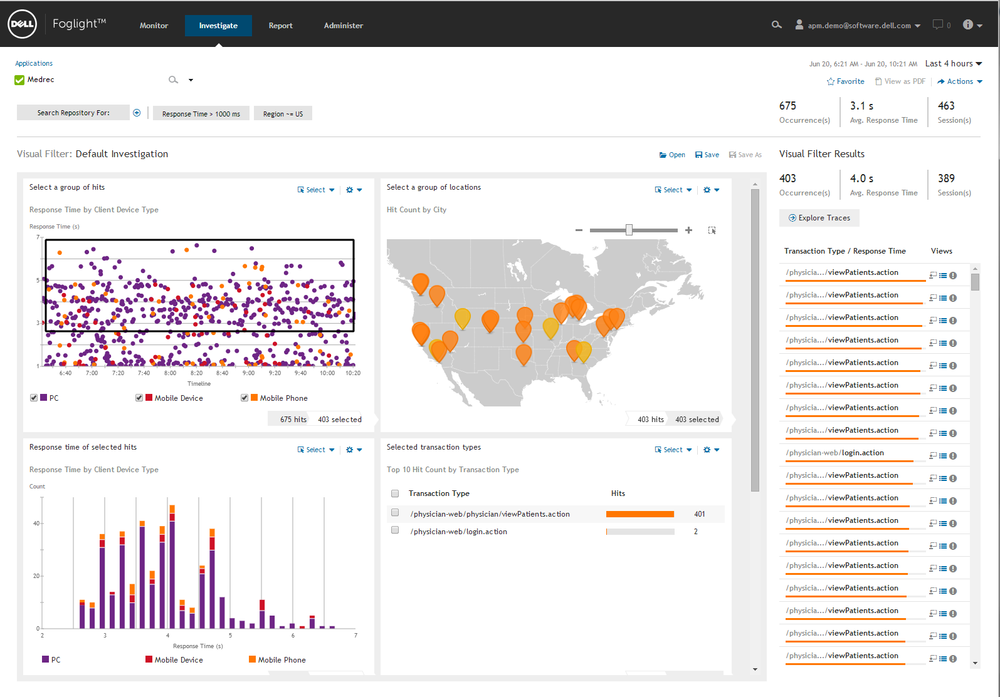 DELL
Foglight™
Monitor
Investigate
Report
Administer
apm.demo@software.dell.com
0
Applications
Medrec
Jun 20, 6:21 AM - Jun 20, 10:21 AM
Last 4 hours
Favorite
View as PDF
Actions
Search Repository For:
Response Time > 1000 ms
Region ~= US
675
Occurrence(s)
3.1 s
Avg. Response Time
463
Session(s)
Visual Filter: Default Investigation
Open
Save
Save As
Select a group of hits
Select
Response Time by Client Device Type
Response Time (s)
7
5
3
1
6:40 7:00 7:20 7:40 8:00 8:20 8:40 9:00 9:20 9:40 10:00 10:20
Timeline
PC
Mobile Device
Mobile Phone
675 hits
403 selected
Select a group of locations
Select
Hit Count by City
403 hits
403 selected
Response time of selected hits
Select
Response Time by Client Device Type
Count
40
20
0
2 3 4 5 6 7
Response Time (s)
PC
Mobile Device
Mobile Phone
Selected transaction types
Select
Top 10 Hit Count by Transaction Type
Transaction Type
Hits
/physician-web/physician/viewPatients.action
401
/physician-web/login.action
2
Visual Filter Results
403
Occurrence(s)
4.0 s
Avg. Response Time
389
Session(s)
Explore Traces
Transaction Type / Response Time
Views
/physicia.../viewPatients.action
/physicia.../viewPatients.action
/physicia.../viewPatients.action
/physicia.../viewPatients.action
/physicia.../viewPatients.action
/physicia.../viewPatients.action
/physicia.../viewPatients.action
/physicia.../viewPatients.action
/physician-web/login.action
/physicia.../viewPatients.action
/physicia.../viewPatients.action
/physicia.../viewPatients.action
/physicia.../viewPatients.action
/physicia.../viewPatients.action
/physicia.../viewPatients.action
/physicia.../viewPatients.action
/physicia.../viewPatients.action
/physicia.../viewPatients.action